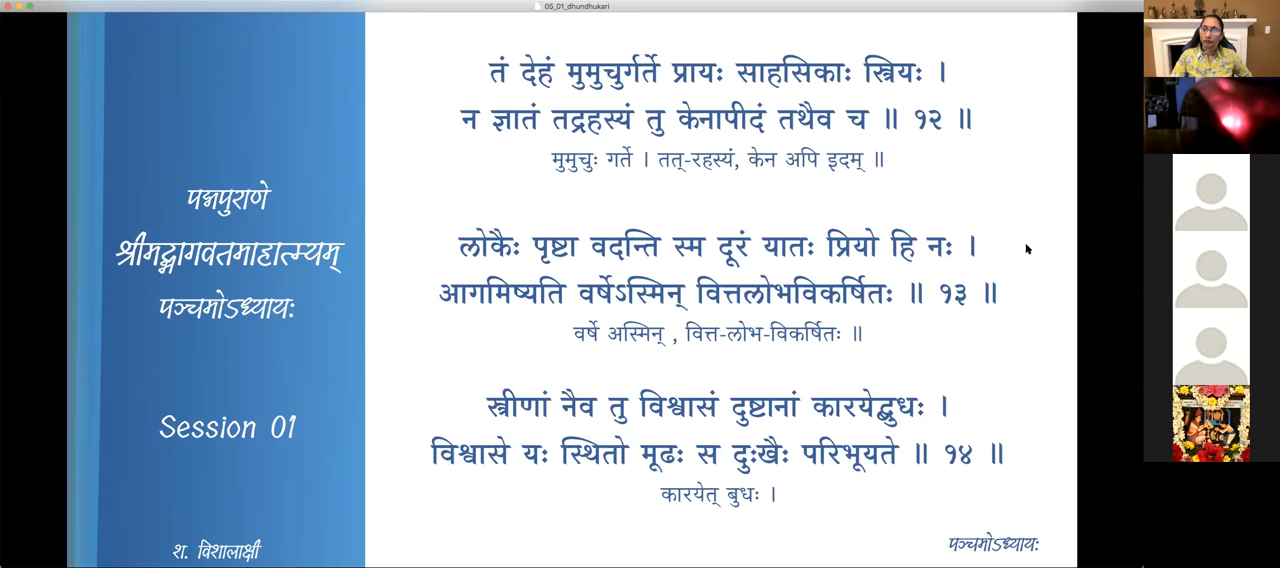 05_01_dhundhukari
पद्मपुराणे
श्रीमद्भागवतमाहात्म्यम्
पञ्चमोऽध्यायः
Session 01
श. विशालाक्षी
तं देहं मुमुचुर्गर्ते प्रायः साहसिकाः स्त्रियः ।
न ज्ञातं तद्रहस्यं तु केनापीदं तथैव च ॥ १२ ॥
मुमुचुः गर्ते । तत्-रहस्यं, केन अपि इदम् ॥
लोकैः पृष्टा वदन्ति स्म दूरं यातः प्रियो हि नः ।
आगमिष्यति वर्षेऽस्मिन् वित्तलोभविकर्षितः ॥ १३ ॥
वर्षे अस्मिन् , वित्त-लोभ-विकर्षितः ॥
स्त्रीणां नैव तु विश्वासं दुष्टानां कारयेद्बुधः ।
विश्वासे यः स्थितो मूढः स दुःखैः परिभूयते ॥ १४ ॥
कारयेत् बुधः ।
पञ्चमोऽध्यायः